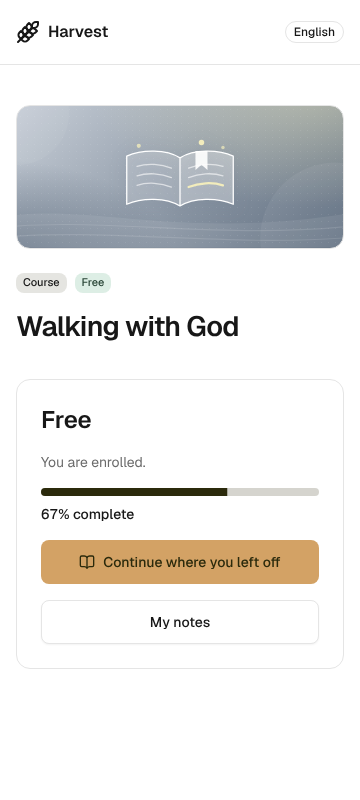 Harvest
English
Course
Free
Walking with God
Free
You are enrolled.
67% complete
Continue where you left off
My notes